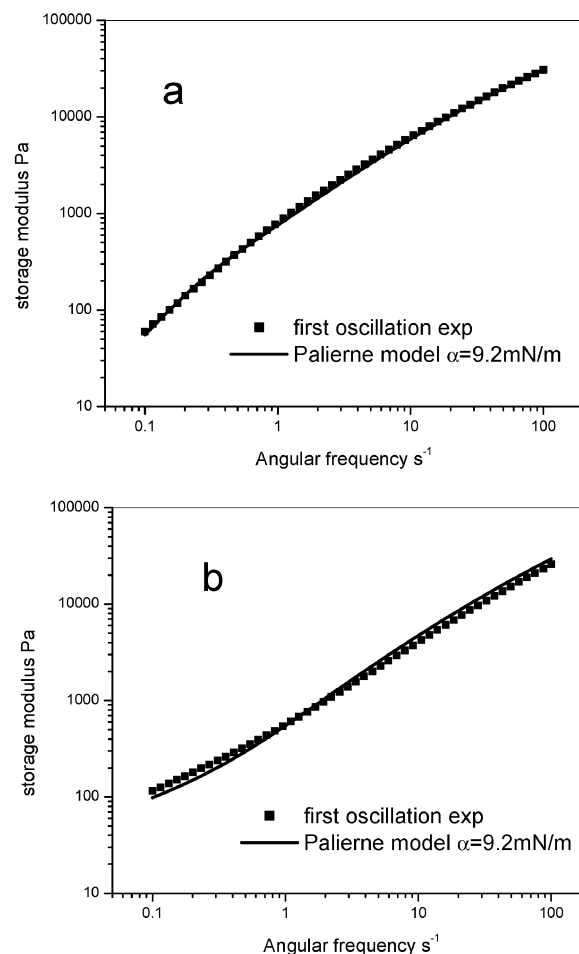 100000
a
10000
storage modulus Pa
1000
100
first oscillation exp
Palierne model α=9.2mN/m
10
0.1 1 10 100
Angular frequency s-1
100000
b
10000
storage modulus Pa
1000
100
first oscillation exp
Palierne model α=9.2mN/m
10
0.1 1 10 100
Angular frequency s-1